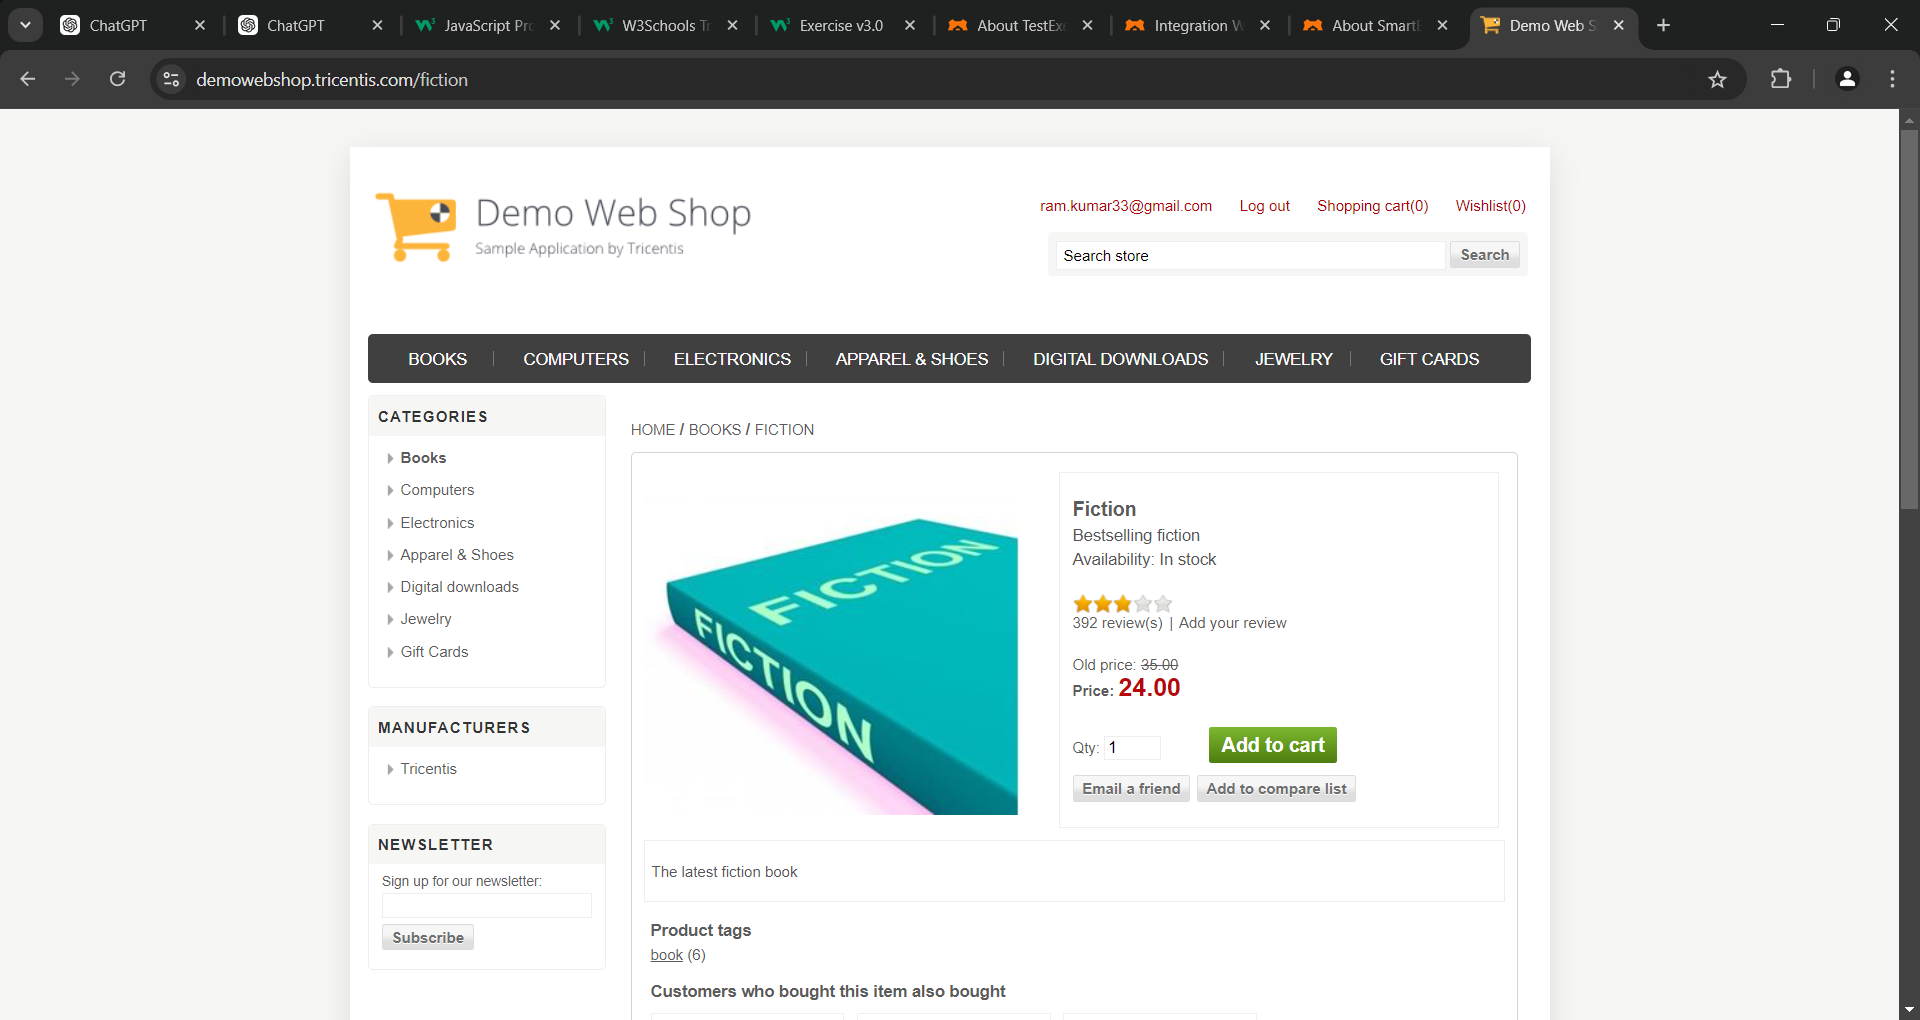 ChatGPT
ChatGPT
JavaScript Pr
W3Schools T
Exercise v3.0
About TestEx
Integration
About Smart
Demo Web S
demowebshop.tricentis.com/fiction
Demo Web Shop
Sample Application by Tricentis
ram.kumar33@gmail.com Log out Shopping cart(0) Wishlist(0)
Search store Search
BOOKS COMPUTERS ELECTRONICS APPAREL & SHOES DIGITAL DOWNLOADS JEWELRY GIFT CARDS
CATEGORIES
Books
Computers
Electronics
Apparel & Shoes
Digital downloads
Jewelry
Gift Cards
MANUFACTURERS
Tricentis
NEWSLETTER
Sign up for our newsletter:
Subscribe
HOME / BOOKS / FICTION
FICTION
FICTION
Fiction
Bestselling fiction
Availability: In stock
392 review(s) | Add your review
Old price: 35.00
Price: 24.00
Qty: 1 Add to cart
Email a friend Add to compare list
The latest fiction book
Product tags
book (6)
Customers who bought this item also bought